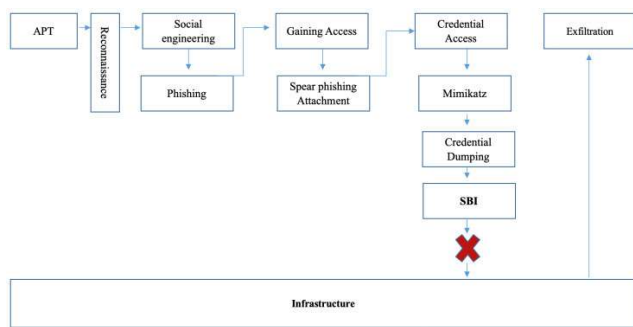 APT
Reconnaissance
Social
engineering
Phishing
Gaining Access
Spear phishing
Attachment
Credential
Access
Mimikatz
Credential
Dumping
SBI
Exfiltration
Infrastructure